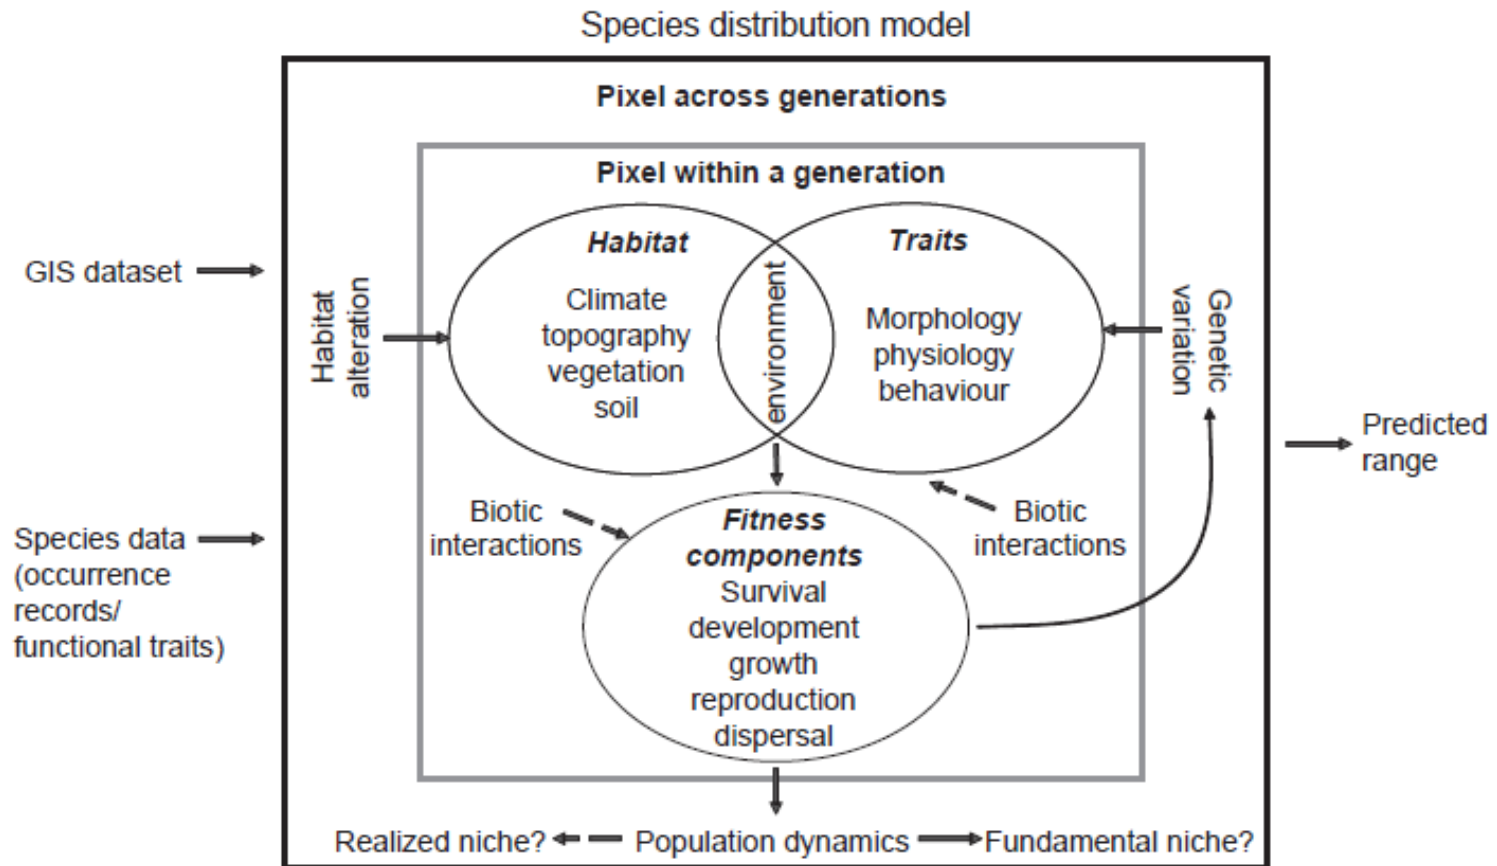 Species distribution model
Pixel across generations
Pixel within a generation
GIS dataset
Species data
(occurrence
records/
functional traits)
Habitat
alteration
Habitat
Climate
topography
vegetation
soil
environment
Traits
Morphology
physiology
behaviour
Genetic
variation
Biotic
interactions
Fitness
components
Survival
development
growth
reproduction
dispersal
Biotic
interactions
Predicted
range
Realized niche?
Population dynamics
Fundamental niche?